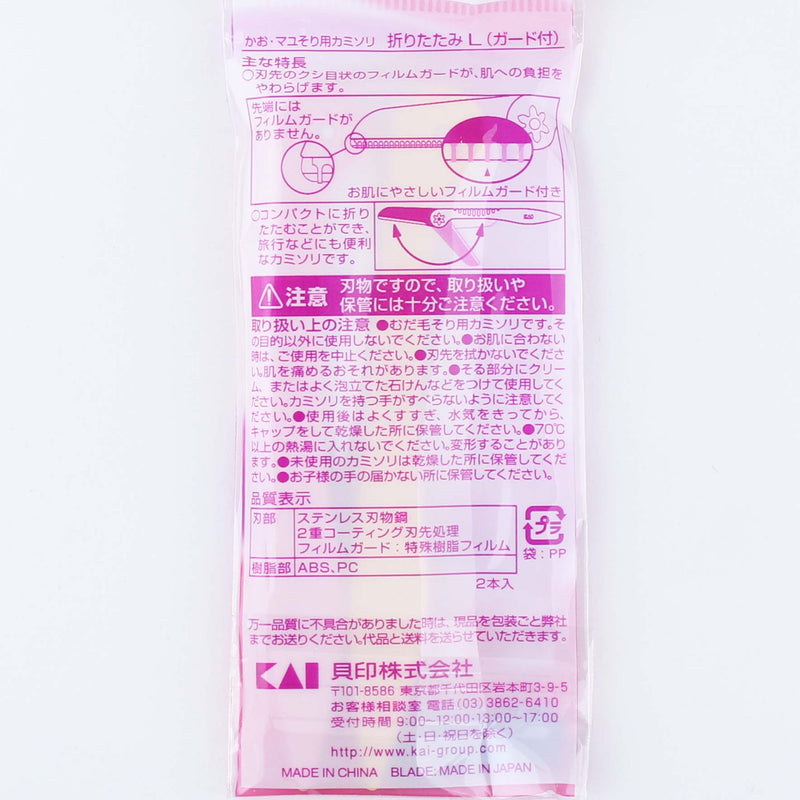 かお・マユそり用カミソリ 折りたたみL(ガード付)
主な特長
○刃先のクシ目状のフィルムガードが、肌への負担を
やわらげます。
先端には
フィルムガードが
ありません。
お肌にやさしいフィルムガード付き
○コンパクトに折り
たたむことができ、
旅行などにも便利
なカミソリです。
注意
刃物ですので、取り扱いや
保管には十分ご注意ください。
取り扱い上の注意 ●むだ毛そり用カミソリです。そ
の目的以外に使用しないでください。●お肌に合わない
時は、ご使用を中止ください。●刃先を拭かないでくださ
い。肌を痛めるおそれがあります。●そる部分にクリー
ム、またはよく泡立てた石けんなどをつけて使用してく
ださい。カミソリを持つ手がすべらないように注意してく
ださい。●使用後はよくすすぎ、水気をきってから、
キャップをして乾燥した所に保管してください。●70℃
以上の熱湯に入れないでください。変形することがあり
ます。●未使用のカミソリは乾燥した所に保管してくだ
さい。●お子様の手の届かない所に保管してください。
品質表示
刃部 ステンレス刃物鋼
2重コーティング刃先処理
フィルムガード:特殊樹脂フィルム
樹脂部 ABS、PC
プラ
袋:PP
2本入
万一品質に不具合がありました時は、現品を包装ごと弊社
までお送りください。代品と送料を送らせていただきます。
KAI 貝印株式会社
〒101-8586 東京都千代田区岩本町3-9-5
お客様相談室 電話(03)3862-6410
受付時間 9:00～12:00・13:00～17:00
(土・日・祝日を除く)
http://www.kai-group.com/
MADE IN CHINA BLADE: MADE IN JAPAN